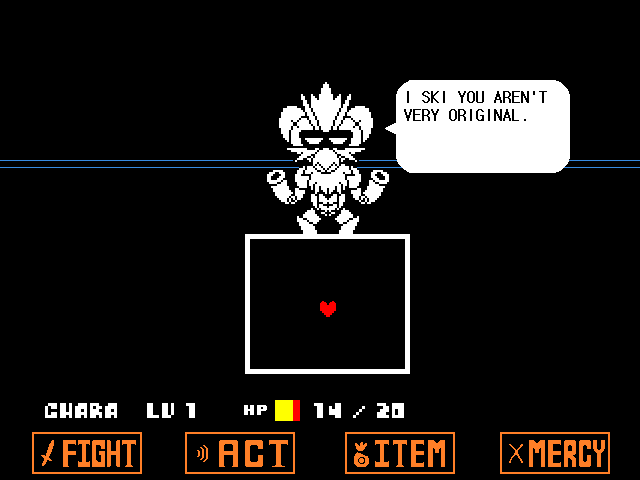 I SKI YOU AREN'T
VERY ORIGINAL.
CHARA LV 1 HP 14 / 20
FIGHT ACT ITEM MERCY